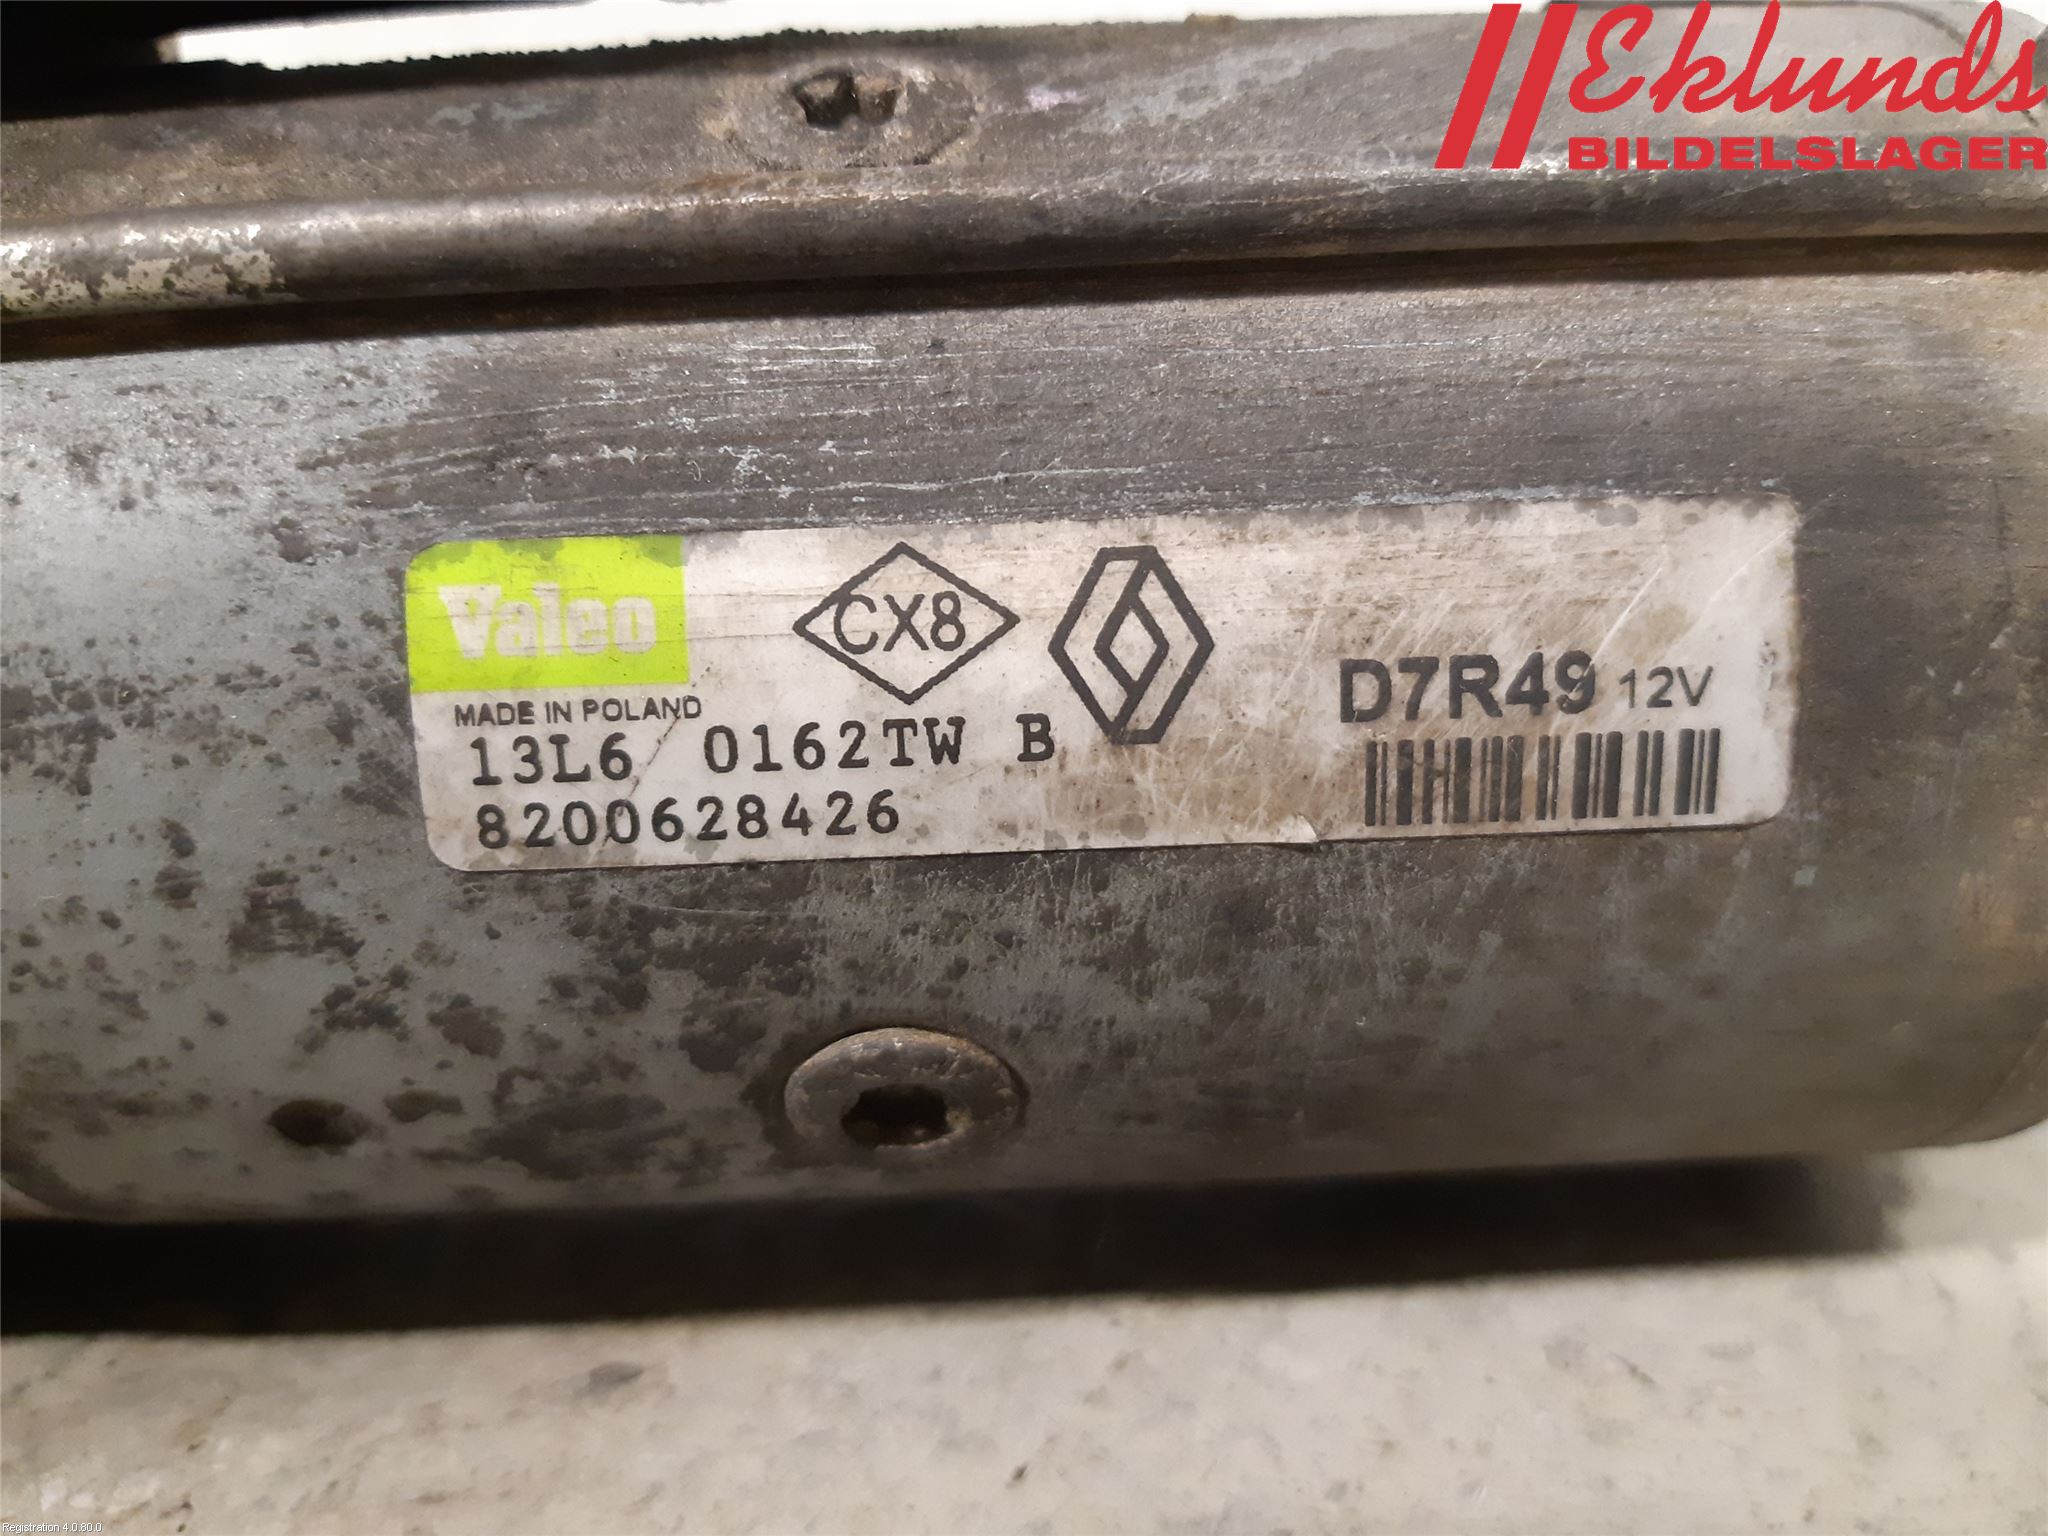 Eklunds
BILDELSLAGER
Valeo
CX8
D7R49 12V
MADE IN POLAND
13L6 0162TW B
8200628426
Registration 4.0.80.0